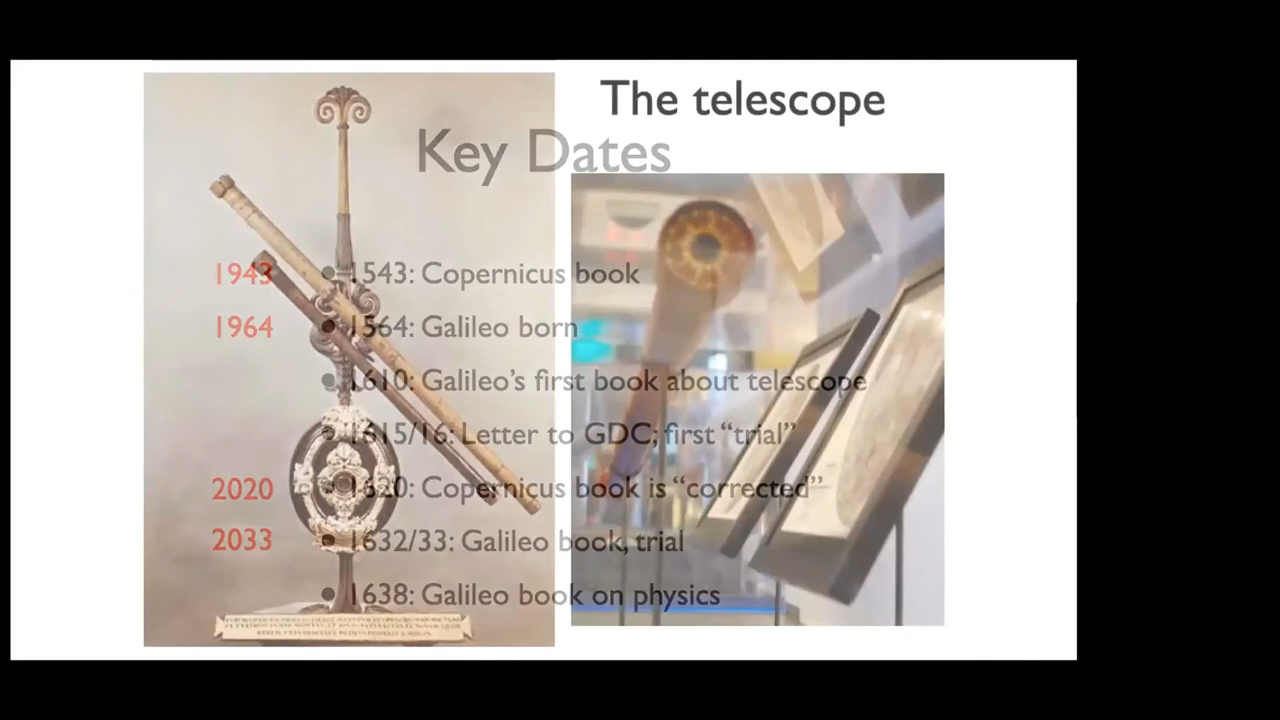 The telescope
Key Dates
1943 • 1543: Copernicus book
1964 • 1564: Galileo born
• 1610: Galileo’s first book about telescope
• 1615/16: Letter to GDC; first “trial”
2020 • 1620: Copernicus book is “corrected”
2033 • 1632/33: Galileo book, trial
• 1638: Galileo book on physics